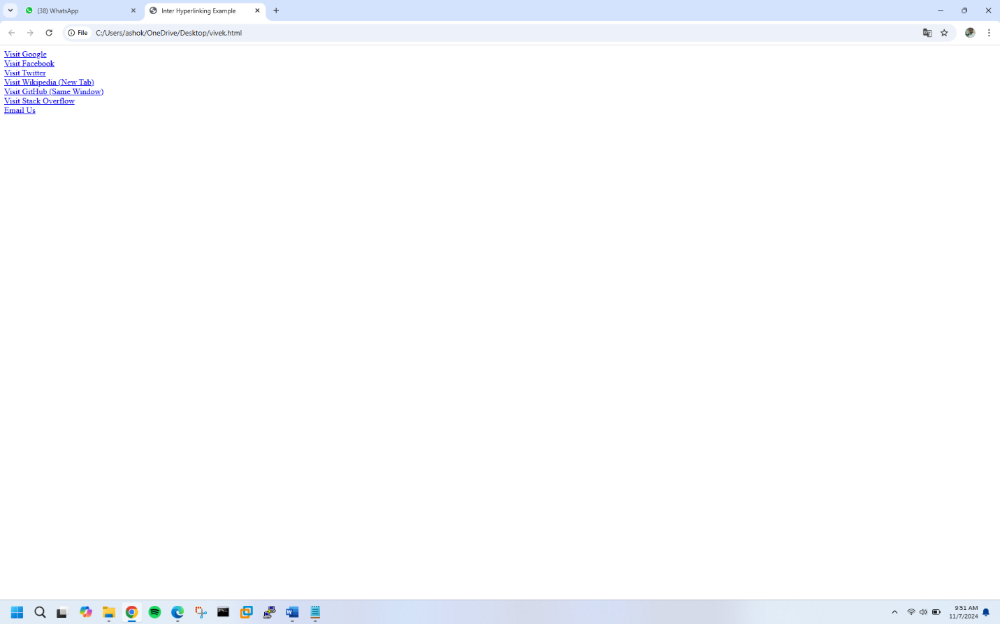 (38) WhatsApp
Inter Hyperlinking Example
File C:/Users/ashok/OneDrive/Desktop/vivek.html
Visit Google
Visit Facebook
Visit Twitter
Visit Wikipedia (New Tab)
Visit GitHub (Same Window)
Visit Stack Overflow
Email Us
9:51 AM
11/7/2024